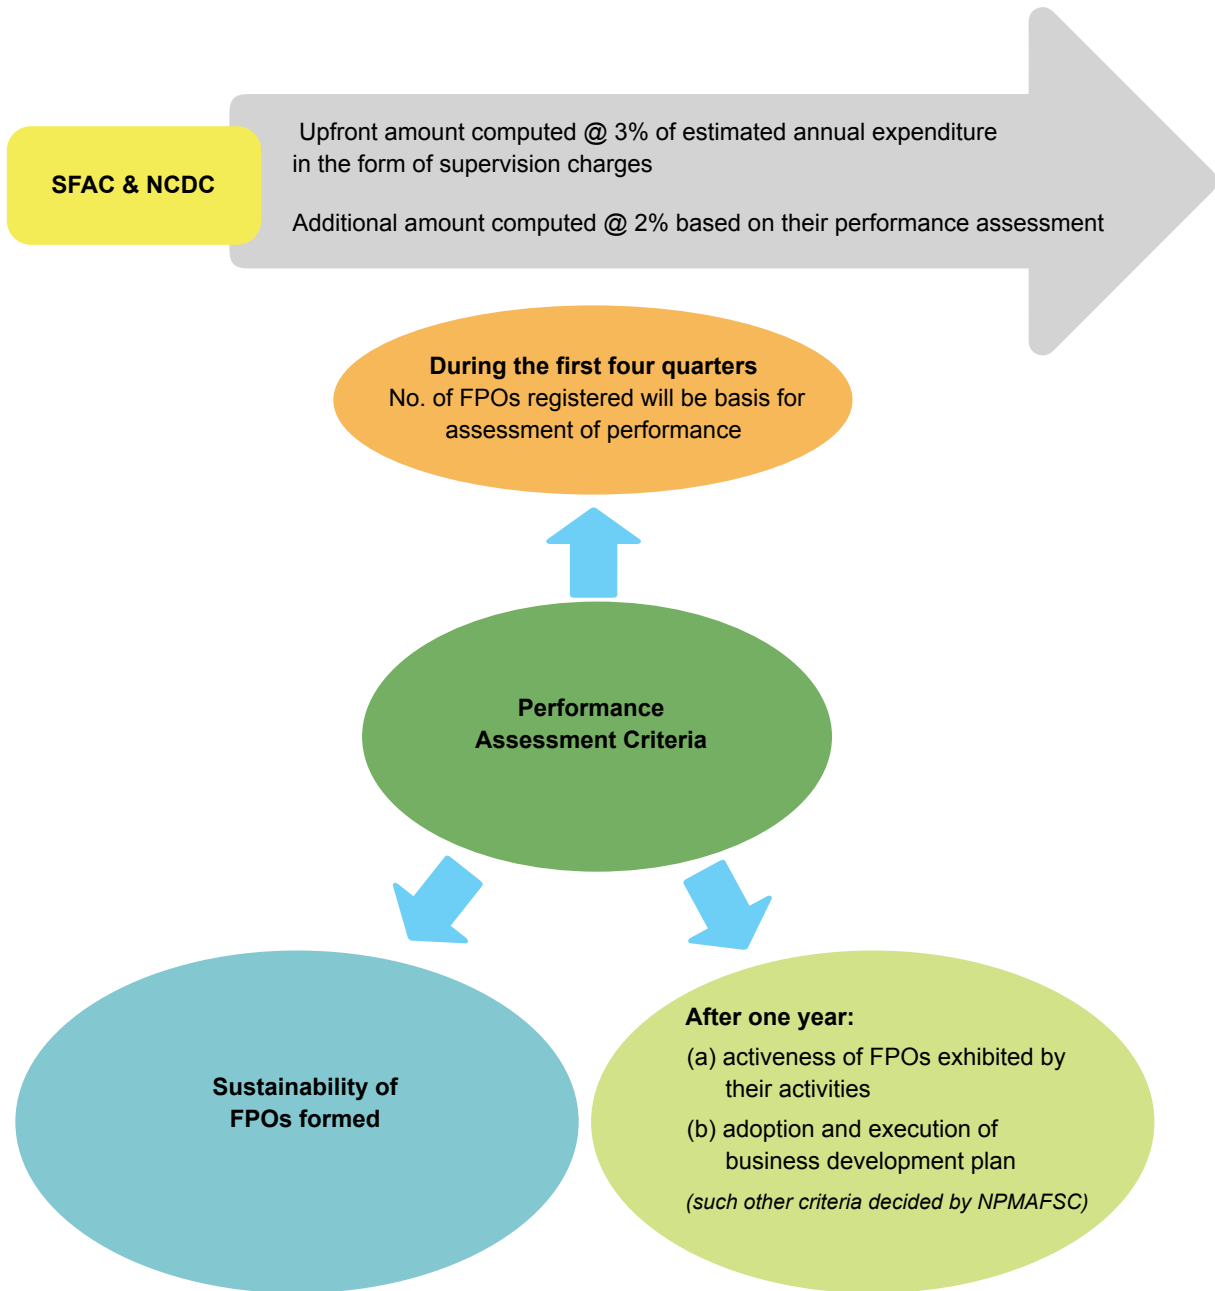 SFAC & NCDC
Upfront amount computed @ 3% of estimated annual expenditure
in the form of supervision charges
Additional amount computed @ 2% based on their performance assessment
During the first four quarters
No. of FPOs registered will be basis for
assessment of performance
Performance
Assessment Criteria
Sustainability of
FPOs formed
After one year:
(a) activeness of FPOs exhibited by
their activities
(b) adoption and execution of
business development plan
(such other criteria decided by NPMAFSC)